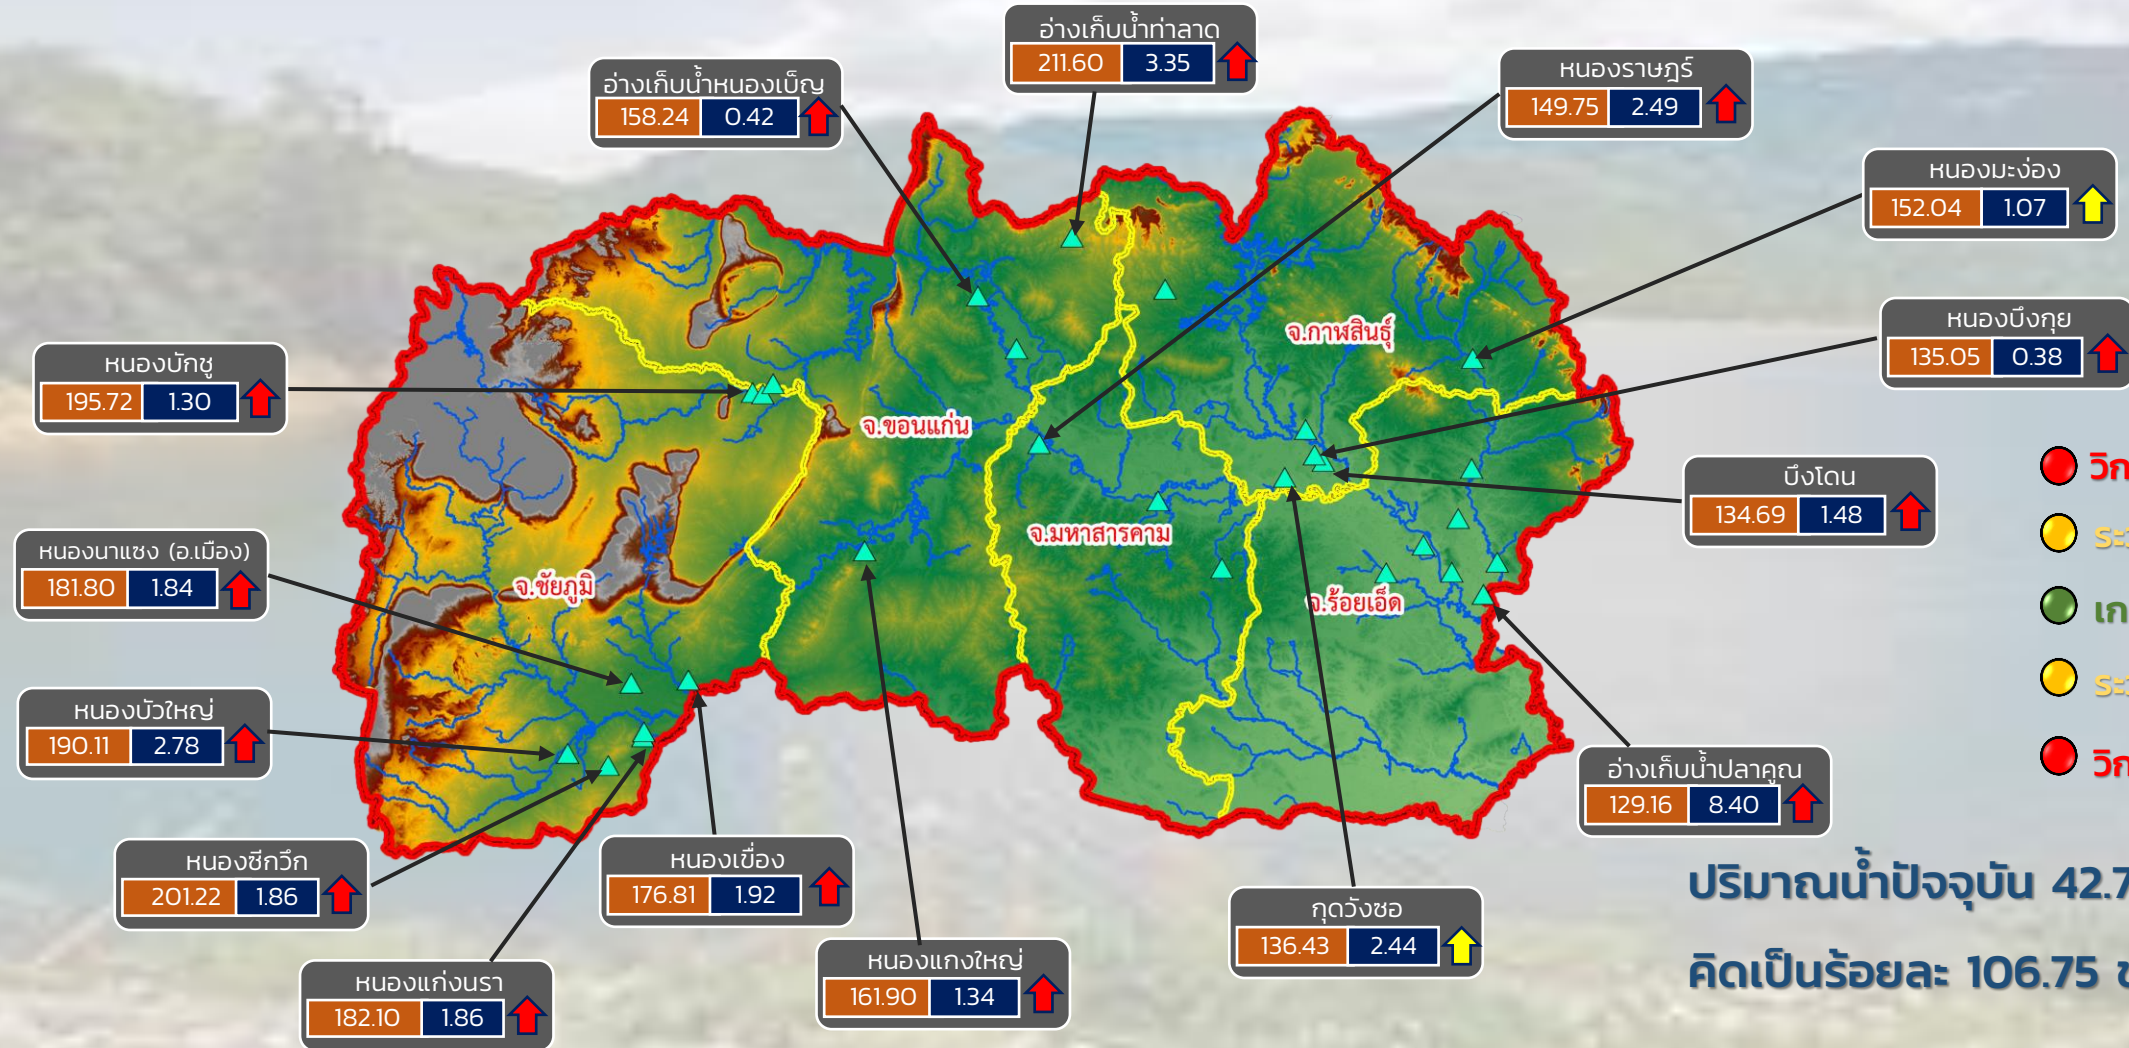 อ่างเก็บน้ำท่าลาด
211.60 3.35
อ่างเก็บน้ำหนองเบ็ญ
158.24 0.42
หนองราษฎร์
149.75 2.49
หนองมะง่อง
152.04 1.07
หนองบึงกุย
135.05 0.38
หนองบักชู
195.72 1.30
จ.กาฬสินธุ์
จ.ขอนแก่น
บึงโดน
134.69 1.48
จ.มหาสารคาม
หนองนาแซง (อ.เมือง)
181.80 1.84
จ.ชัยภูมิ
จ.ร้อยเอ็ด
หนองบัวใหญ่
190.11 2.78
อ่างเก็บน้ำปลาคูณ
129.16 8.40
หนองซีกวึก
201.22 1.86
หนองเขื่อง
176.81 1.92
กุดวังซอ
136.43 2.44
หนองแกงใหญ่
161.90 1.34
หนองแก่งนรา
182.10 1.86
ปริมาณน้ำปัจจุบัน 42.7
คิดเป็นร้อยละ 106.75